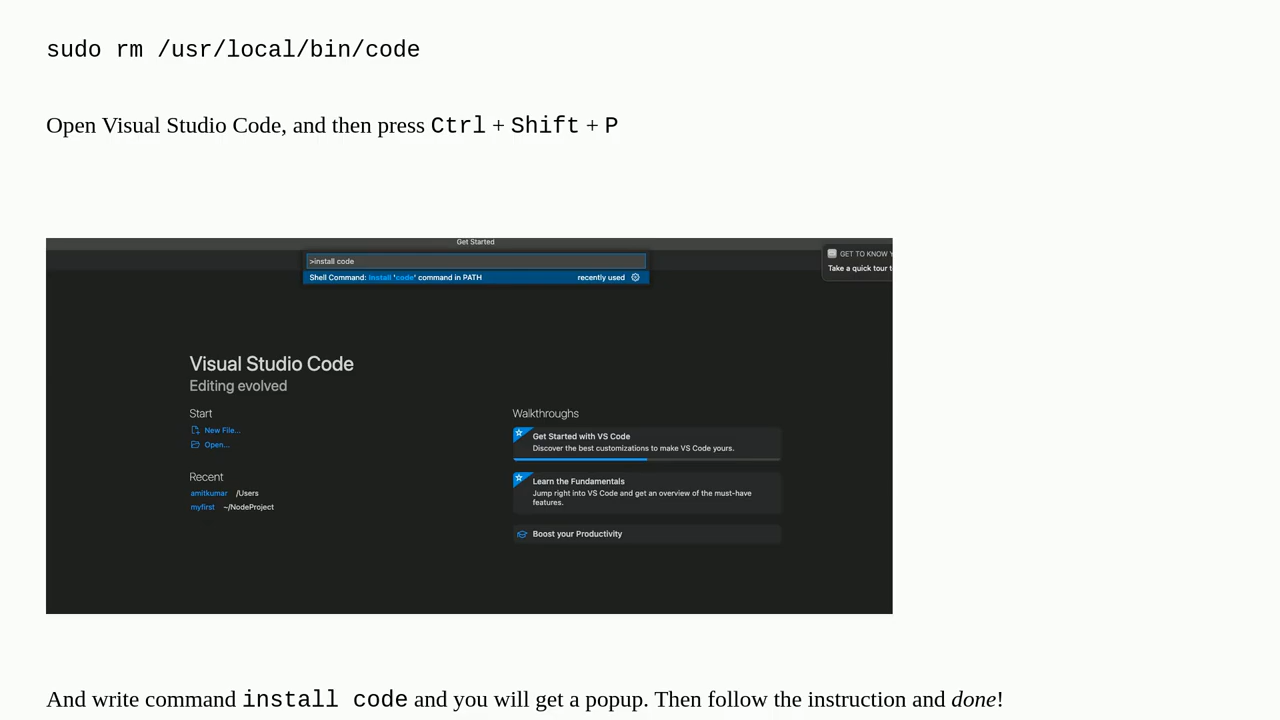 sudo rm /usr/local/bin/code
Open Visual Studio Code, and then press Ctrl + Shift + P
Get Started
>install code
Shell Command: Install 'code' command in PATH recently used
GET TO KNOW
Take a quick tour
Visual Studio Code
Editing evolved
Start
New File...
Open...
Recent
amitkumar /Users
myfirst ~/NodeProject
Walkthroughs
Get Started with VS Code
Discover the best customizations to make VS Code yours.
Learn the Fundamentals
Jump right into VS Code and get an overview of the must-have
features.
Boost your Productivity
And write command install code and you will get a popup. Then follow the instruction and done!